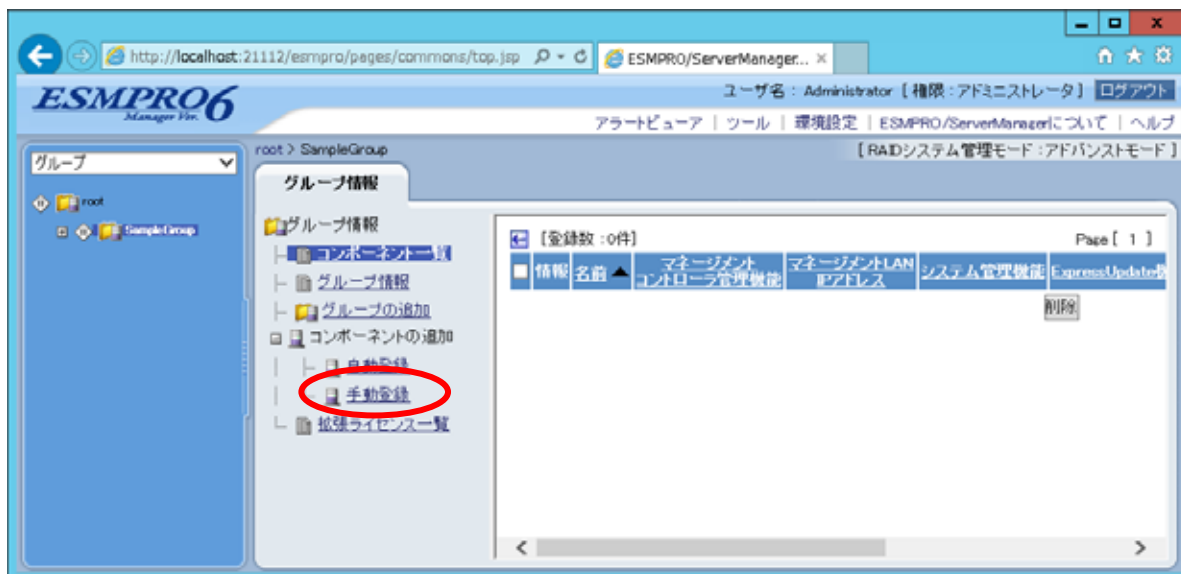 http://localhost:21112/esmpro/pages/commons/top.jsp
ESMPRO/ServerManager... ×
ESMPRO6
Manager Ver.
ユーザ名 : Administrator [ 権限 : アドミニストレータ ] ログアウト
アラートビューア | ツール | 環境設定 | ESMPRO/ServerManagerについて | ヘルプ
グループ
root > SampleGroup
[ RAIDシステム管理モード : アドバンストモード ]
グループ情報
root
SampleGroup
グループ情報
コンポーネント一覧
グループ情報
グループの追加
コンポーネントの追加
自動登録
手動登録
拡張ライセンス一覧
[登録数 : 0件]
Page [ 1 ]
情報 名前 マネージメントコントローラ管理機能 マネージメントLAN IPアドレス システム管理機能 ExpressUpdate
削除